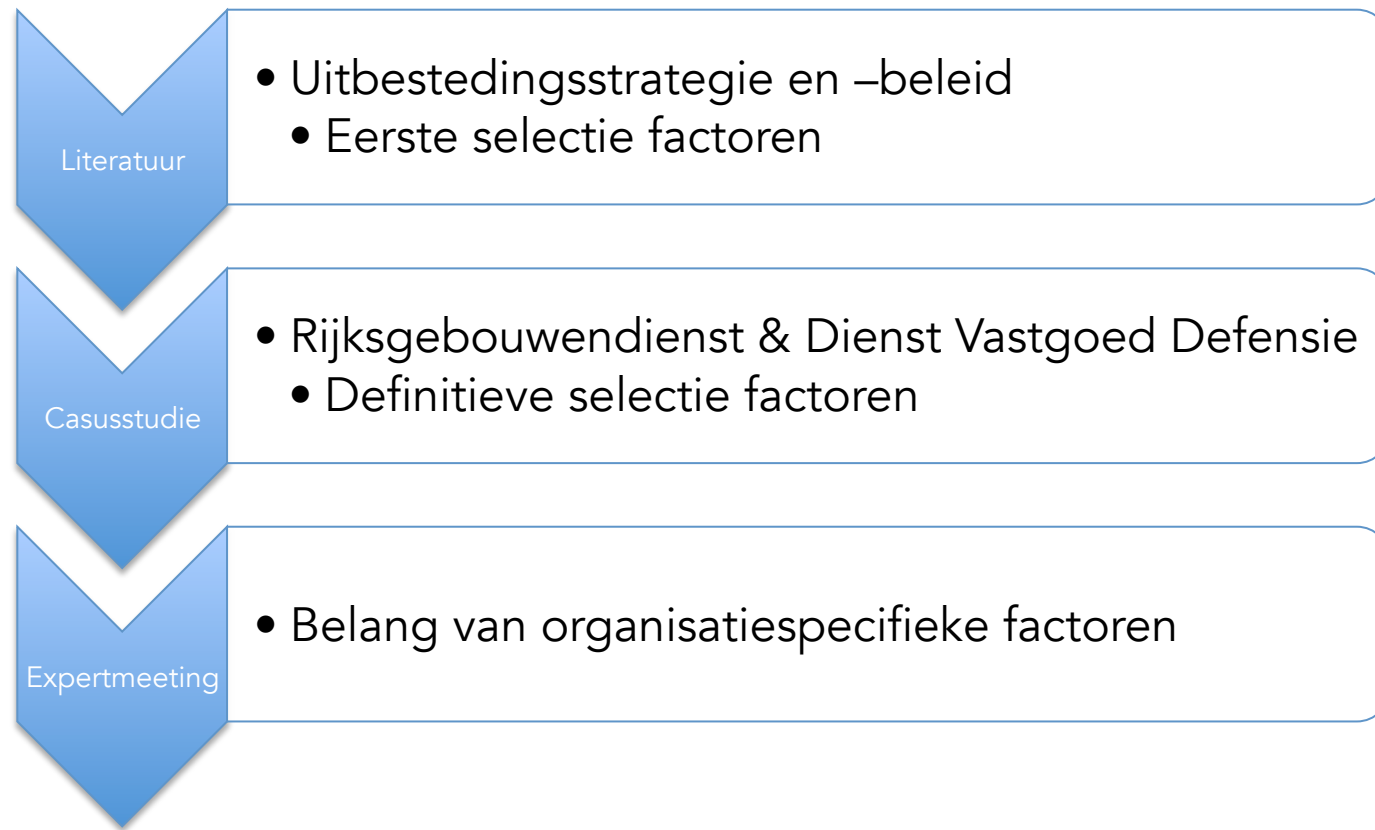 Literatuur
• Uitbestedingsstrategie en –beleid
• Eerste selectie factoren
Casusstudie
• Rijksgebouwendienst & Dienst Vastgoed Defensie
• Definitieve selectie factoren
Expertmeeting
• Belang van organisatiespecifieke factoren